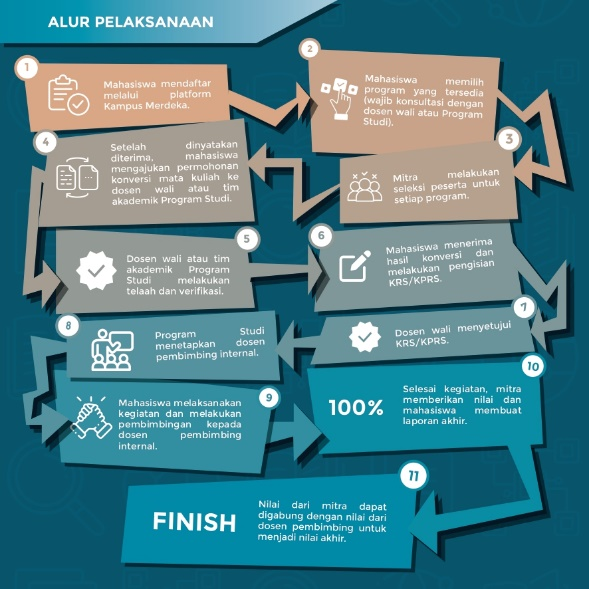 ALUR PELAKSANAAN
1
Mahasiswa mendaftar
melalui platform
Kampus Merdeka.
2
Mahasiswa memilih
program yang tersedia
(wajib konsultasi dengan
dosen wali atau Program
Studi).
3
Mitra melakukan
seleksi peserta untuk
setiap program.
4
Setelah dinyatakan
diterima, mahasiswa
mengajukan permohonan
konversi mata kuliah ke
dosen wali atau tim
akademik Program Studi.
5
Dosen wali atau tim
akademik Program
Studi melakukan
telaah dan verifikasi.
6
Mahasiswa menerima
hasil konversi dan
melakukan pengisian
KRS/KPRS.
7
Dosen wali menyetujui
KRS/KPRS.
8
Program Studi
menetapkan dosen
pembimbing internal.
9
Mahasiswa melaksanakan
kegiatan dan melakukan
pembimbingan kepada
dosen pembimbing
internal.
10
100%
Selesai kegiatan, mitra
memberikan nilai dan
mahasiswa membuat
laporan akhir.
11
FINISH
Nilai dari mitra dapat
digabung dengan nilai dari
dosen pembimbing untuk
menjadi nilai akhir.